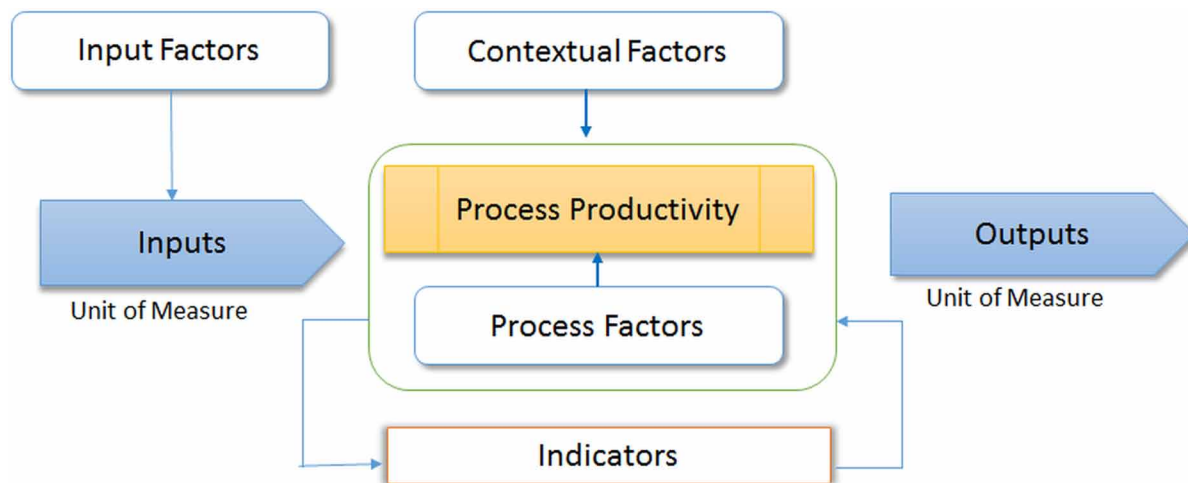 Input Factors
Contextual Factors
Process Productivity
Inputs
Outputs
Unit of Measure
Unit of Measure
Process Factors
Indicators